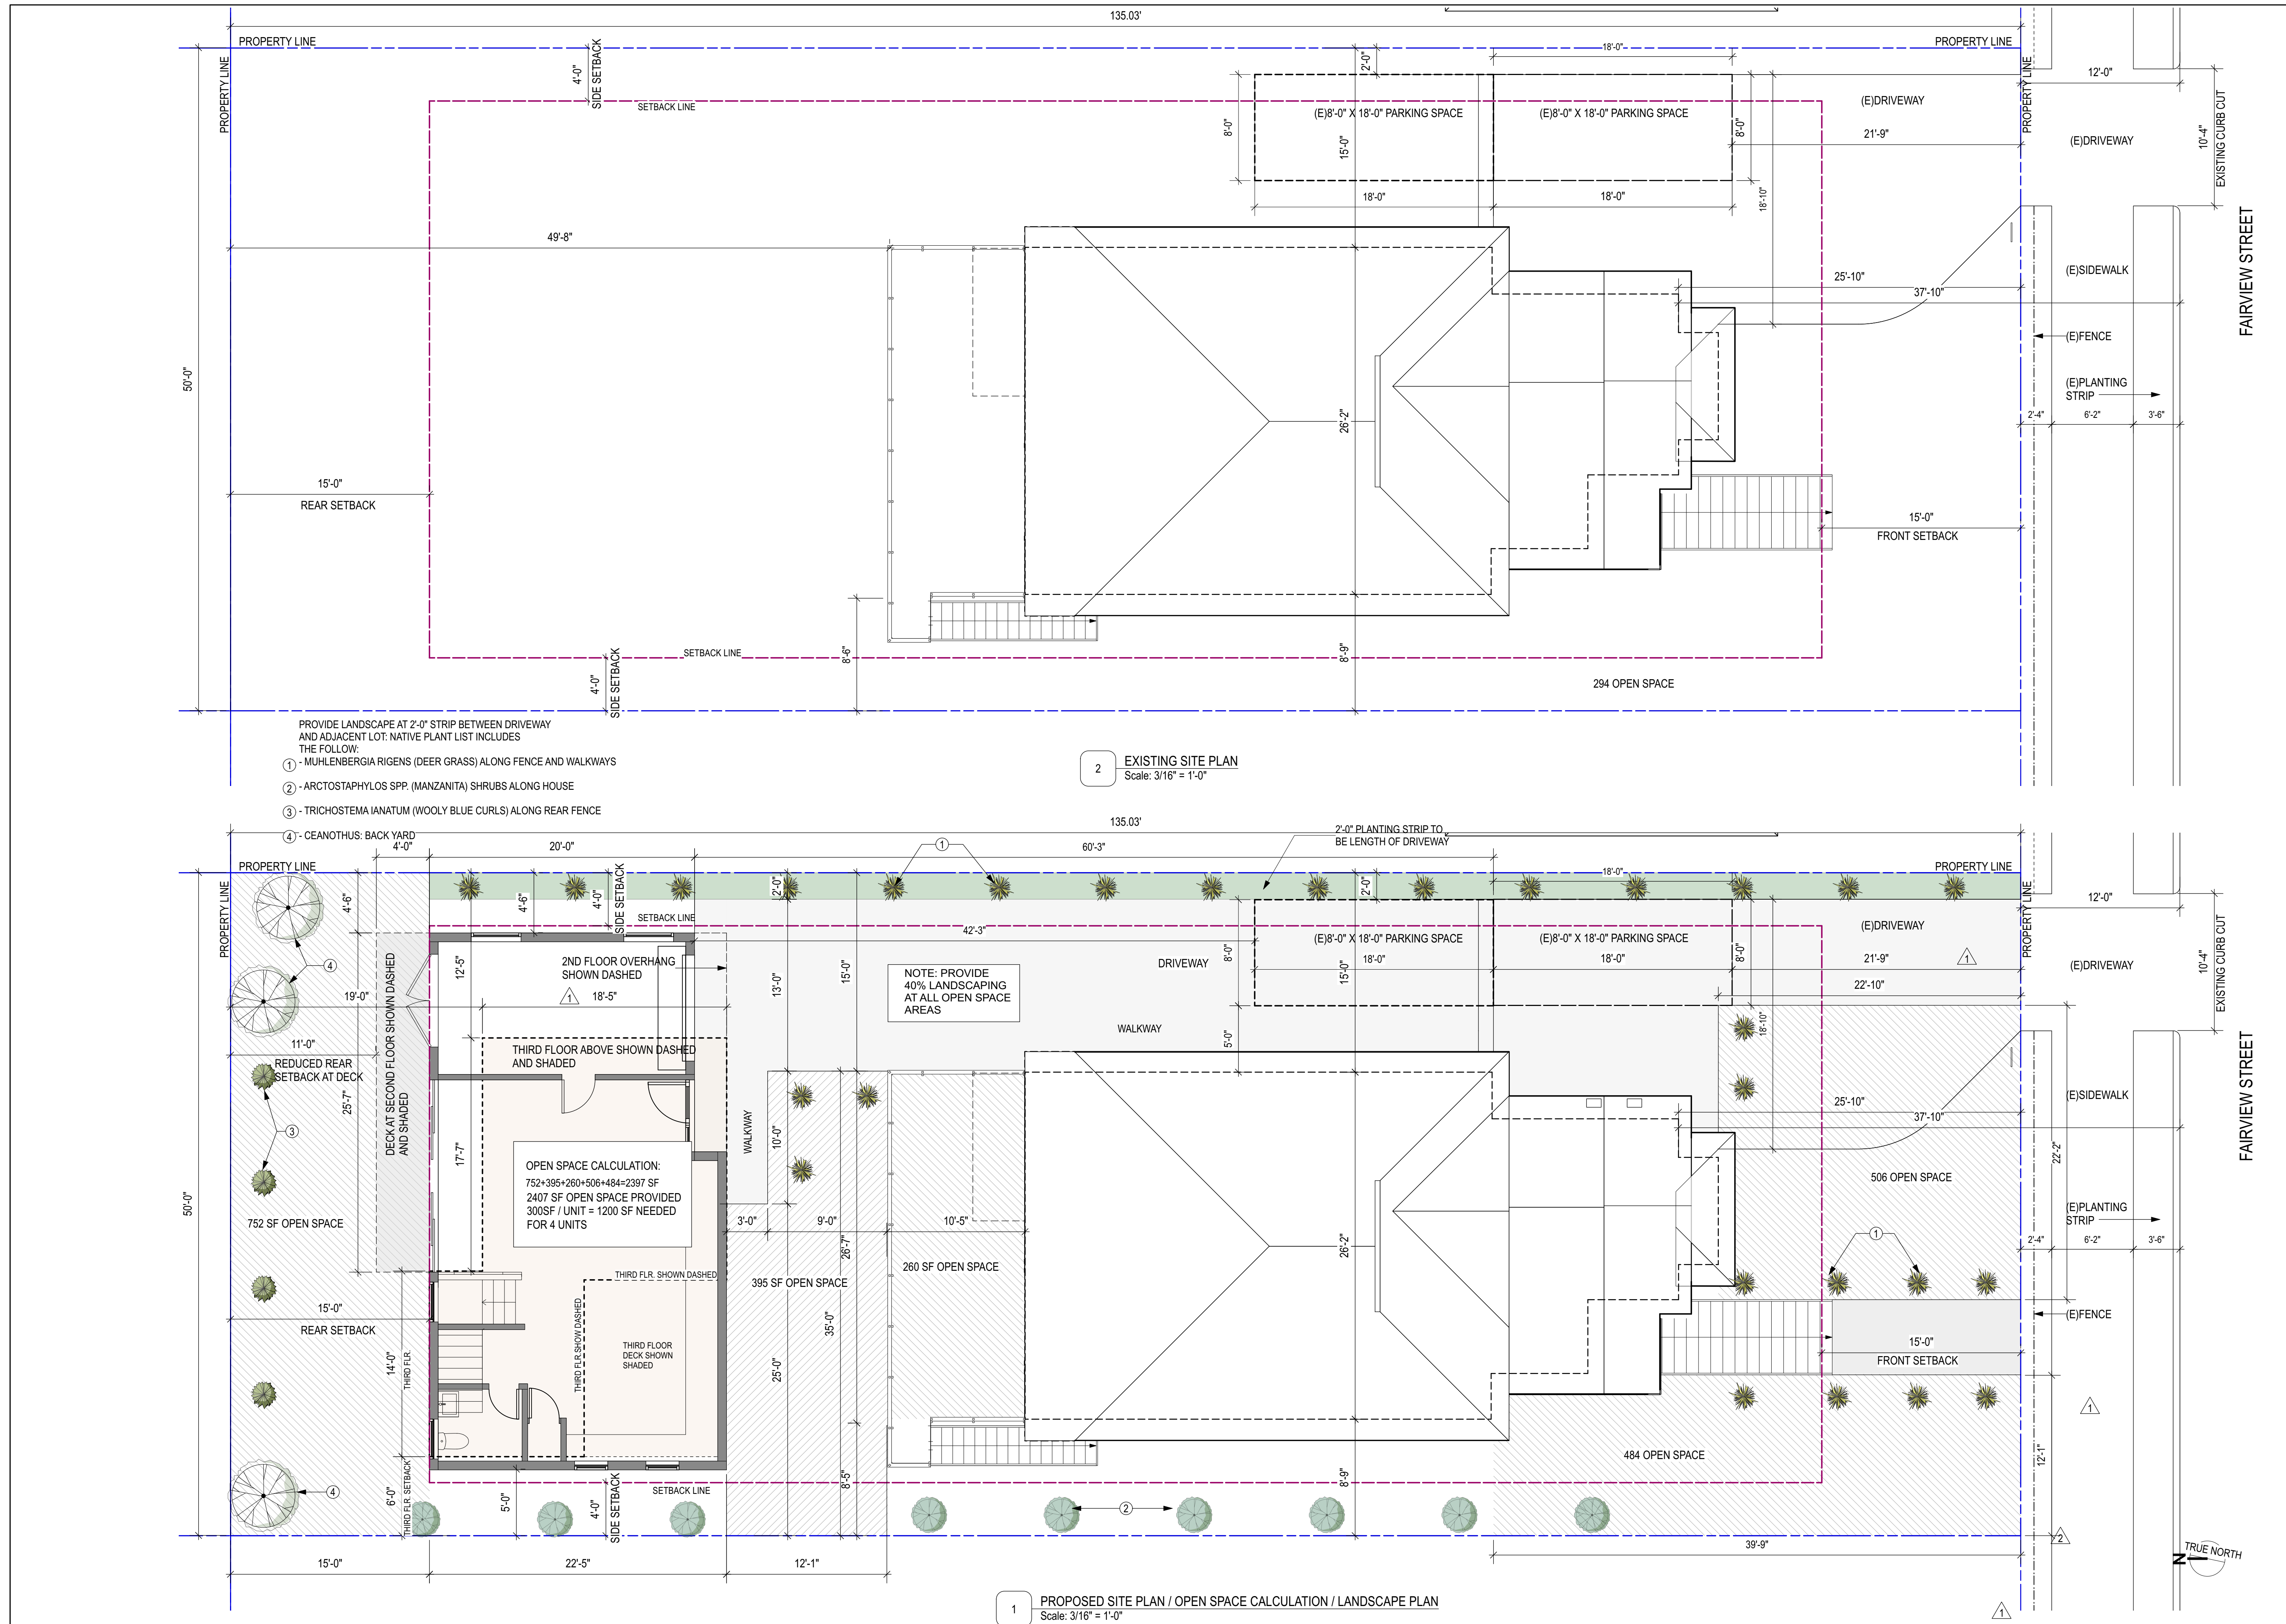 135.03'
PROPERTY LINE
PROPERTY LINE
PROPERTY LINE
PROPERTY LINE
4'-0"
SIDE SETBACK
SETBACK LINE
2'-0"
18'-0"
12'-0"
(E)8'-0" X 18'-0" PARKING SPACE
(E)8'-0" X 18'-0" PARKING SPACE
8'-0"
15'-0"
8'-0"
(E)DRIVEWAY
21'-9"
(E)DRIVEWAY
10'-4"
EXISTING CURB CUT
18'-0"
18'-0"
18'-10"
49'-8"
FAIRVIEW STREET
25'-10"
37'-10"
(E)SIDEWALK
(E)FENCE
(E)PLANTING
STRIP
2'-4"
6'-2"
3'-6"
50'-0"
26'-2"
15'-0"
REAR SETBACK
15'-0"
FRONT SETBACK
8'-6"
8'-9"
SETBACK LINE
4'-0"
SIDE SETBACK
294 OPEN SPACE
PROVIDE LANDSCAPE AT 2'-0" STRIP BETWEEN DRIVEWAY
AND ADJACENT LOT: NATIVE PLANT LIST INCLUDES
THE FOLLOW:
1 - MUHLENBERGIA RIGENS (DEER GRASS) ALONG FENCE AND WALKWAYS
2 - ARCTOSTAPHYLOS SPP. (MANZANITA) SHRUBS ALONG HOUSE
3 - TRICHOSTEMA IANATUM (WOOLY BLUE CURLS) ALONG REAR FENCE
4 - CEANOTHUS: BACK YARD
2
EXISTING SITE PLAN
Scale: 3/16" = 1'-0"
135.03'
4'-0"
20'-0"
1
60'-3"
2'-0" PLANTING STRIP TO
BE LENGTH OF DRIVEWAY
PROPERTY LINE
PROPERTY LINE
PROPERTY LINE
PROPERTY LINE
4'-6"
4'-6"
4'-0"
SIDE SETBACK
2'-0"
2'-0"
18'-0"
12'-0"
SETBACK LINE
42'-3"
4
12'-5"
2ND FLOOR OVERHANG
SHOWN DASHED
1
18'-5"
19'-0"
13'-0"
15'-0"
NOTE: PROVIDE
40% LANDSCAPING
AT ALL OPEN SPACE
AREAS
DRIVEWAY
8'-0"
(E)8'-0" X 18'-0" PARKING SPACE
(E)8'-0" X 18'-0" PARKING SPACE
18'-0"
15'-0"
18'-0"
8'-0"
(E)DRIVEWAY
21'-9"
1
22'-10"
(E)DRIVEWAY
10'-4"
EXISTING CURB CUT
WALKWAY
5'-0"
18'-10"
11'-0"
REDUCED REAR
SETBACK AT DECK
25'-7"
DECK AT SECOND FLOOR SHOWN DASHED
AND SHADED
THIRD FLOOR ABOVE SHOWN DASHED
AND SHADED
3
17'-7"
WALKWAY
10'-0"
FAIRVIEW STREET
25'-10"
37'-10"
(E)SIDEWALK
22'-2"
OPEN SPACE CALCULATION:
752+395+260+506+484=2397 SF
2407 SF OPEN SPACE PROVIDED
300SF / UNIT = 1200 SF NEEDED
FOR 4 UNITS
506 OPEN SPACE
50'-0"
752 SF OPEN SPACE
3'-0"
9'-0"
10'-5"
26'-7"
26'-2"
1
(E)PLANTING
STRIP
2'-4"
6'-2"
3'-6"
THIRD FLR. SHOWN DASHED
395 SF OPEN SPACE
260 SF OPEN SPACE
15'-0"
REAR SETBACK
35'-0"
(E)FENCE
14'-0"
THIRD FLR.
THIRD FLR.SHOW DASHED
THIRD FLOOR
DECK SHOWN
SHADED
25'-0"
15'-0"
FRONT SETBACK
1
12'-1"
484 OPEN SPACE
6'-0"
THIRD FLR. SETBACK
4
5'-0"
4'-0"
SIDE SETBACK
SETBACK LINE
8'-5"
2
8'-9"
15'-0"
22'-5"
12'-1"
39'-9"
2
TRUE NORTH
N
1
PROPOSED SITE PLAN / OPEN SPACE CALCULATION / LANDSCAPE PLAN
Scale: 3/16" = 1'-0"
1